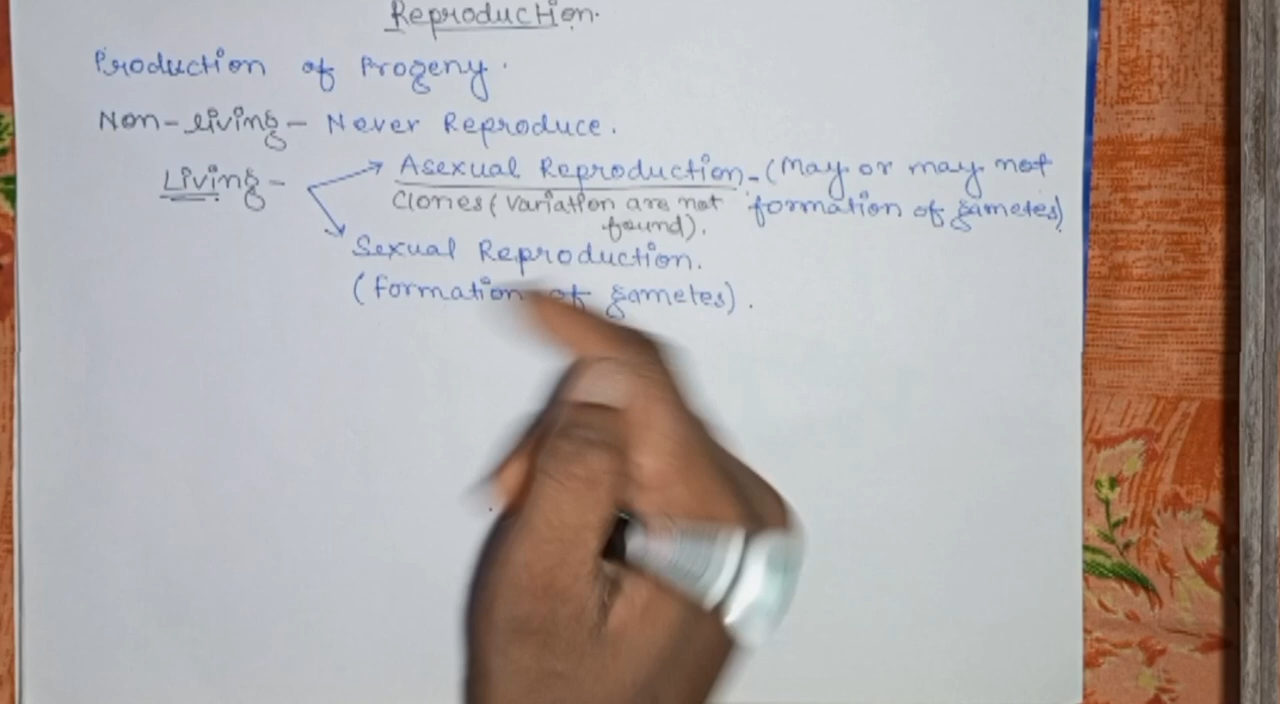 Reproduction.
Production of Progeny.
Non-living- Never Reproduce.
Living- Asexual Reproduction-(May or may not
Clones (Variation are not formation of gametes)
found).
Sexual Reproduction.
(formation of gametes).